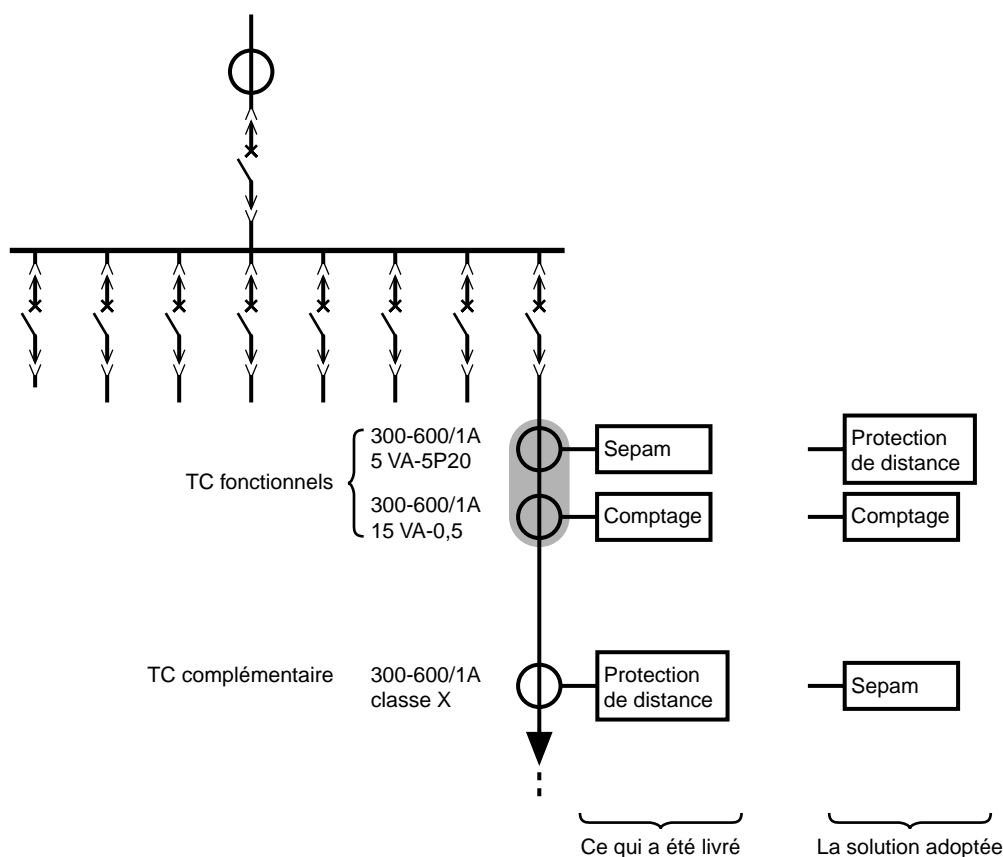 300-600/1A
5 VA-5P20
TC fonctionnels
300-600/1A
15 VA-0,5
Sepam
Comptage
Protection
de distance
Comptage
TC complémentaire
300-600/1A
classe X
Protection
de distance
Sepam
Ce qui a été livré
La solution adoptée